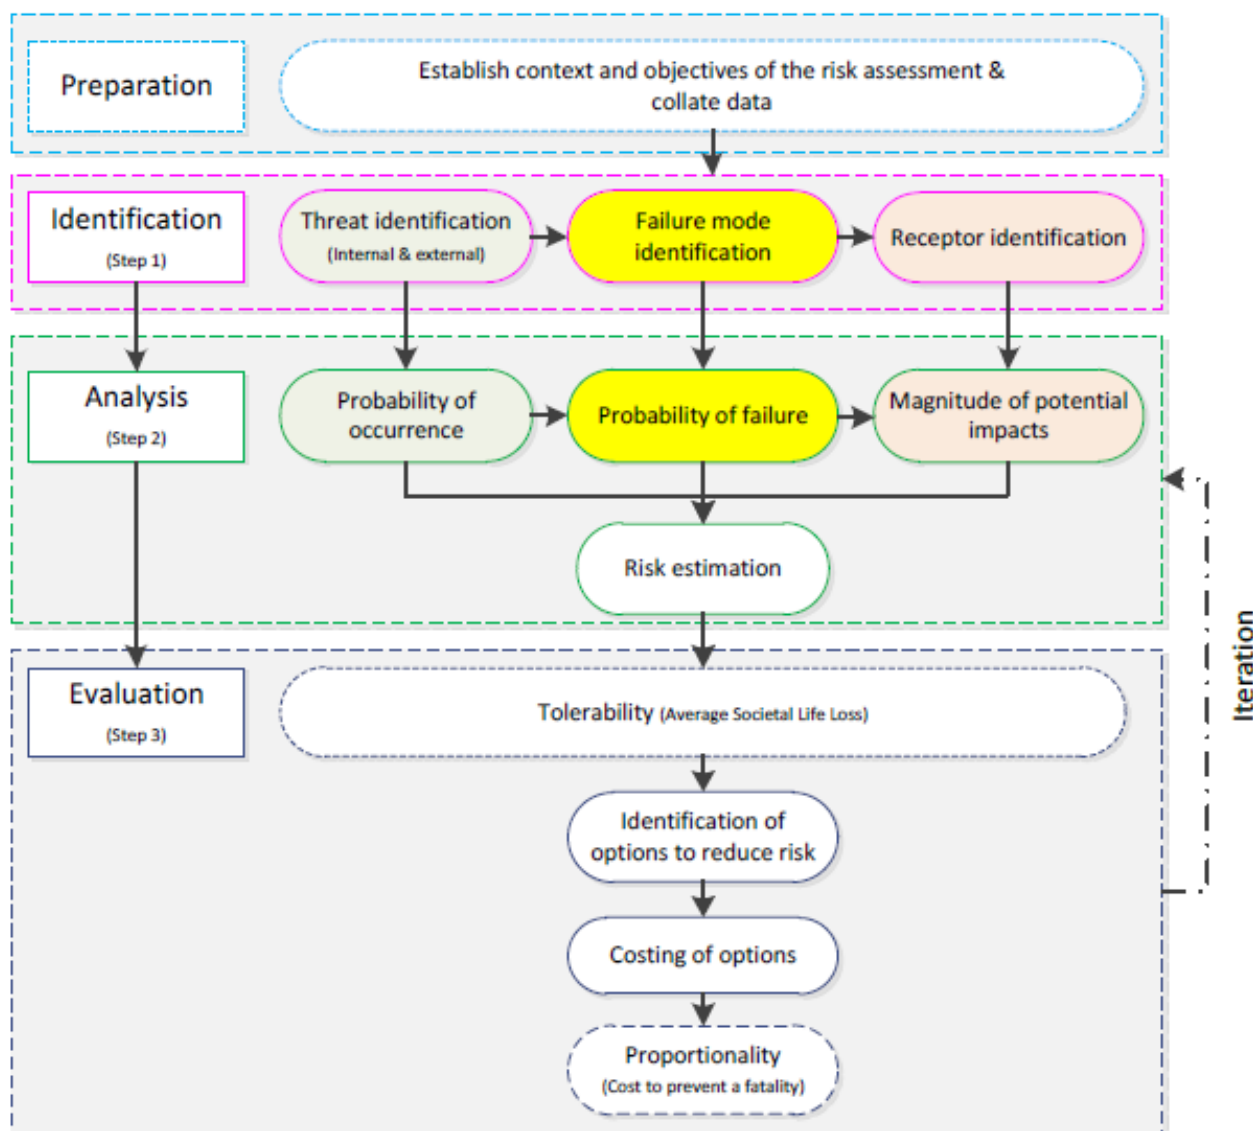 Preparation
Establish context and objectives of the risk assessment &
collate data
Identification
(Step 1)
Threat identification
(Internal & external)
Failure mode
identification
Receptor identification
Analysis
(Step 2)
Probability of
occurrence
Probability of failure
Magnitude of potential
impacts
Risk estimation
Iteration
Evaluation
(Step 3)
Tolerability (Average Societal Life Loss)
Identification of
options to reduce risk
Costing of options
Proportionality
(Cost to prevent a fatality)